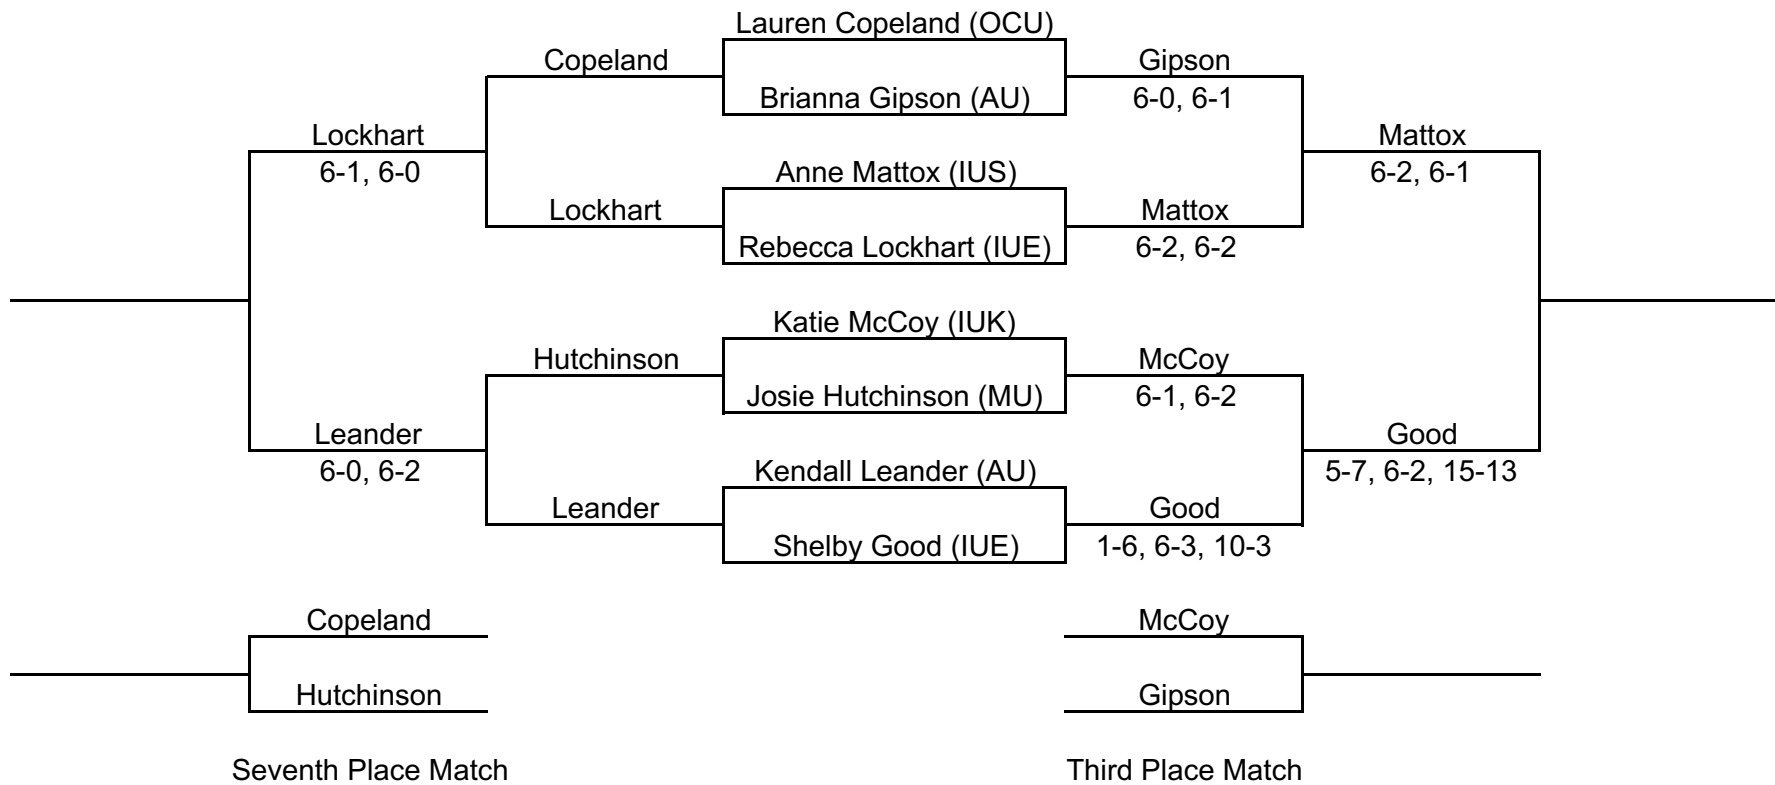 Lauren Copeland (OCU)
Copeland
Gipson
Brianna Gipson (AU)
6-0, 6-1
Lockhart
Mattox
6-1, 6-0
Anne Mattox (IUS)
6-2, 6-1
Lockhart
Mattox
Rebecca Lockhart (IUE)
6-2, 6-2
Katie McCoy (IUK)
Hutchinson
McCoy
Josie Hutchinson (MU)
6-1, 6-2
Leander
Good
6-0, 6-2
Kendall Leander (AU)
5-7, 6-2, 15-13
Leander
Good
Shelby Good (IUE)
1-6, 6-3, 10-3
Copeland
McCoy
Hutchinson
Gipson
Seventh Place Match
Third Place Match